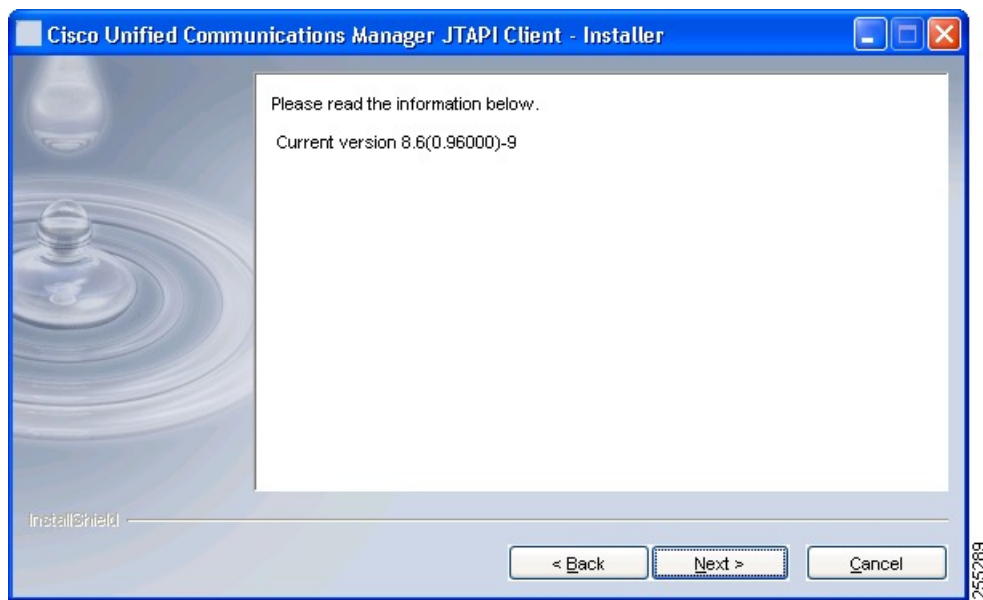 Cisco Unified Communications Manager JTAPI Client - Installer
Please read the information below.
Current version 8.6(0.96000)-9
InstallShield
< Back
Next >
Cancel
255289